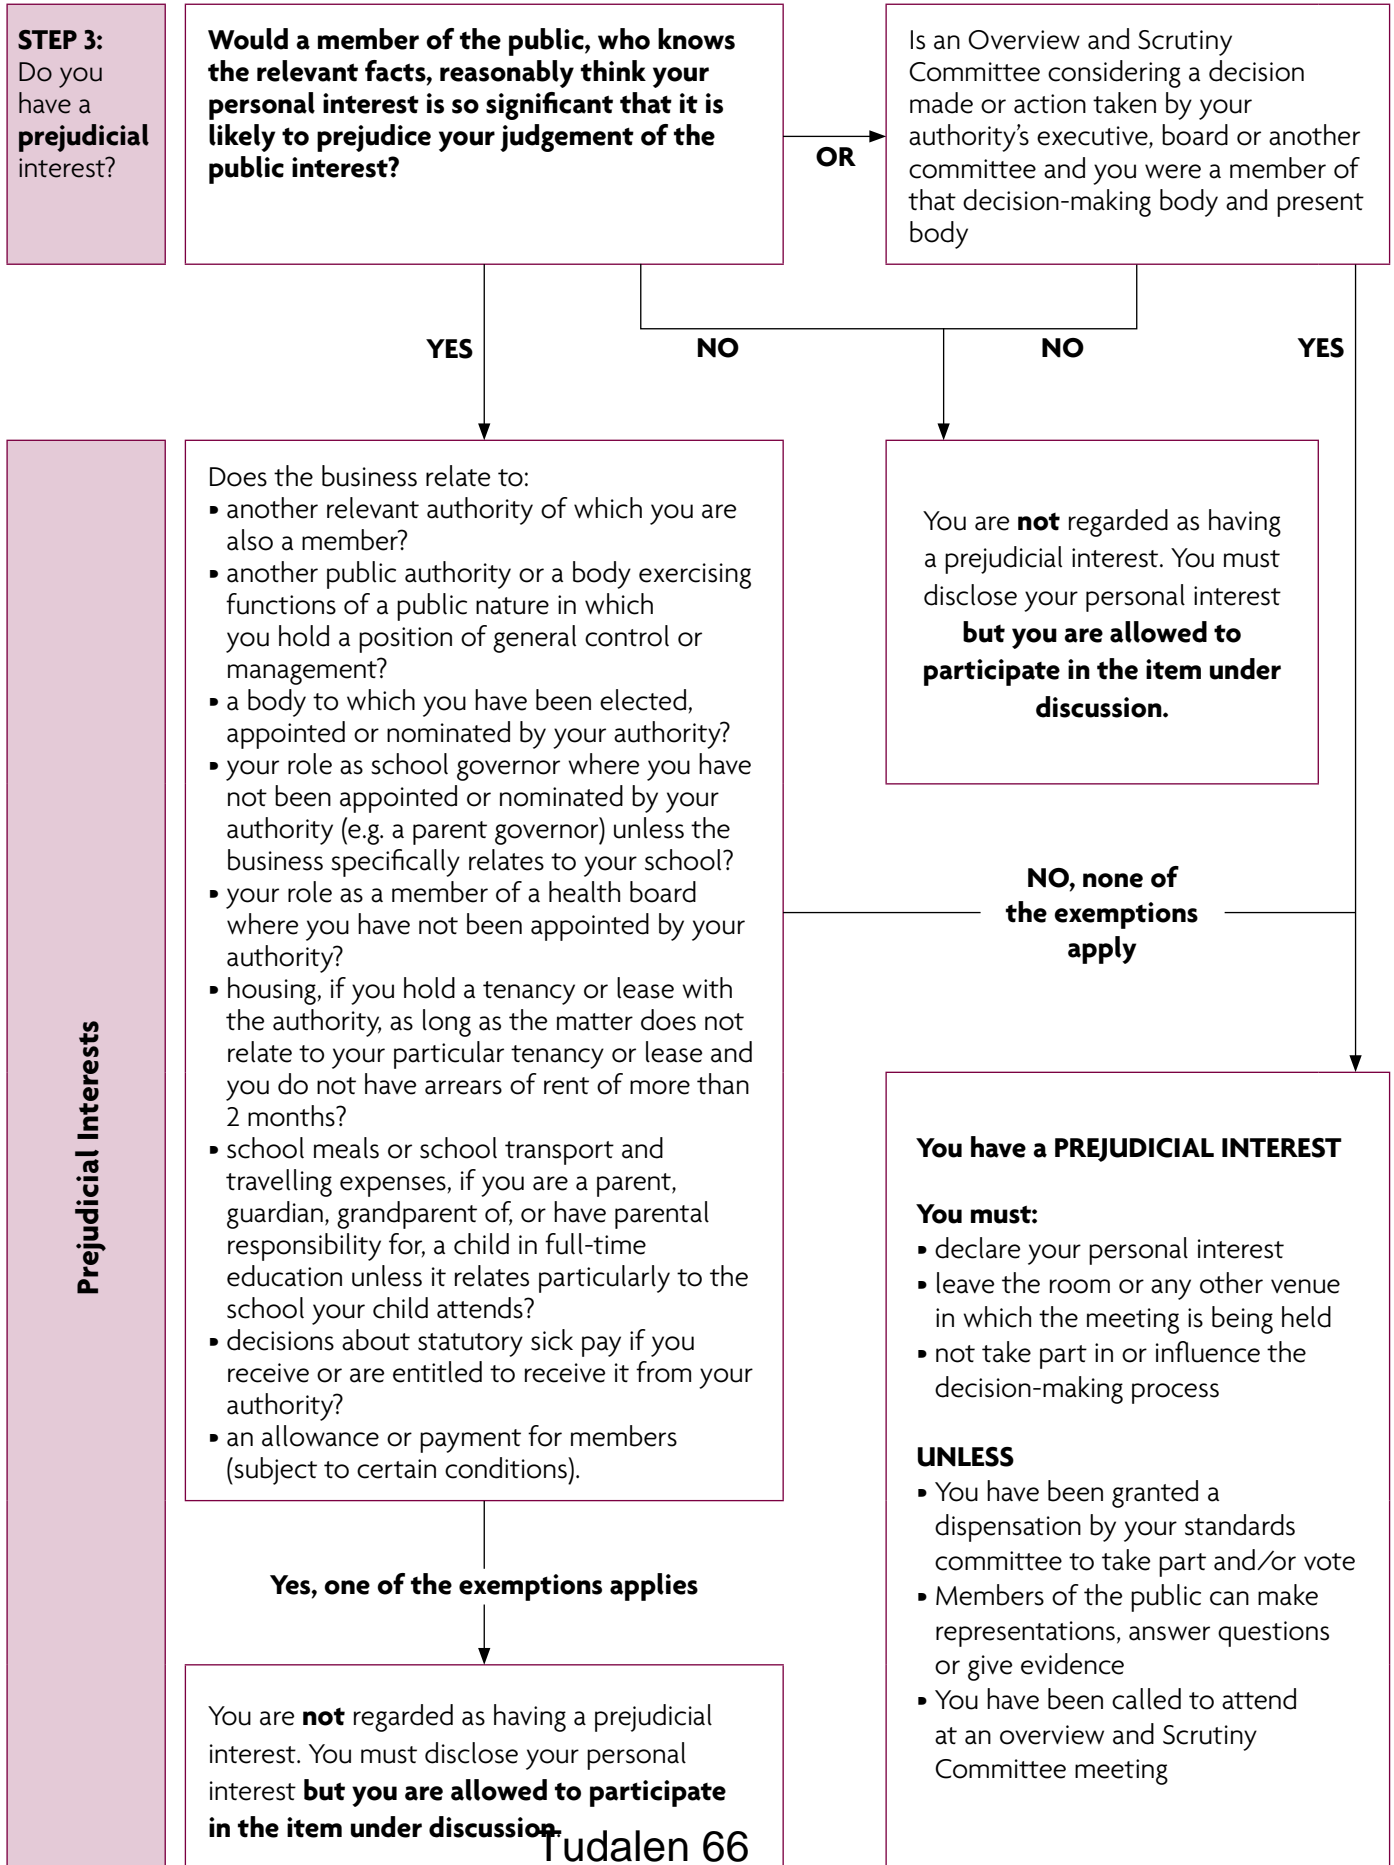 STEP 3:
Do you
have a
prejudicial
interest?
Would a member of the public, who knows
the relevant facts, reasonably think your
personal interest is so significant that it is
likely to prejudice your judgement of the
public interest?
OR
Is an Overview and Scrutiny
Committee considering a decision
made or action taken by your
authority’s executive, board or another
committee and you were a member of
that decision-making body and present
body
YES
NO
NO
YES
Prejudicial Interests
Does the business relate to:
• another relevant authority of which you are
also a member?
• another public authority or a body exercising
functions of a public nature in which
you hold a position of general control or
management?
• a body to which you have been elected,
appointed or nominated by your authority?
• your role as school governor where you have
not been appointed or nominated by your
authority (e.g. a parent governor) unless the
business specifically relates to your school?
• your role as a member of a health board
where you have not been appointed by your
authority?
• housing, if you hold a tenancy or lease with
the authority, as long as the matter does not
relate to your particular tenancy or lease and
you do not have arrears of rent of more than
2 months?
• school meals or school transport and
travelling expenses, if you are a parent,
guardian, grandparent of, or have parental
responsibility for, a child in full-time
education unless it relates particularly to the
school your child attends?
• decisions about statutory sick pay if you
receive or are entitled to receive it from your
authority?
• an allowance or payment for members
(subject to certain conditions).
You are not regarded as having
a prejudicial interest. You must
disclose your personal interest
but you are allowed to
participate in the item under
discussion.
NO, none of
the exemptions
apply
Yes, one of the exemptions applies
You are not regarded as having a prejudicial
interest. You must disclose your personal
interest but you are allowed to participate
in the item under discussion.
You have a PREJUDICIAL INTEREST
You must:
• declare your personal interest
• leave the room or any other venue
in which the meeting is being held
• not take part in or influence the
decision-making process
UNLESS
• You have been granted a
dispensation by your standards
committee to take part and/or vote
• Members of the public can make
representations, answer questions
or give evidence
• You have been called to attend
at an overview and Scrutiny
Committee meeting
Tudalen 66